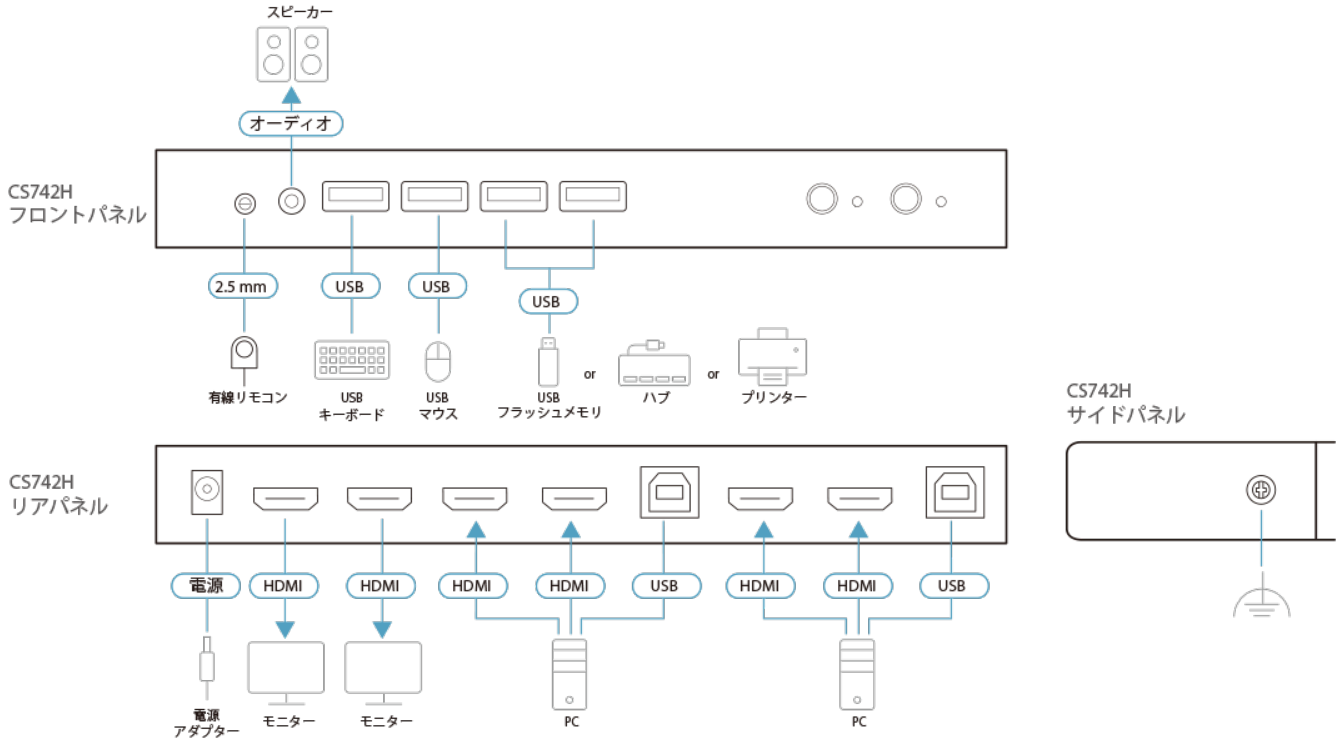 スピーカー
オーディオ
CS742H
フロントパネル
2.5 mm
USB
USB
USB
有線リモコン
USB
キーボード
USB
マウス
USB
フラッシュメモリ
or
ハブ
or
プリンター
CS742H
サイドパネル
CS742H
リアパネル
電源
HDMI
HDMI
HDMI
HDMI
USB
HDMI
HDMI
USB
電源
アダプター
モニター
モニター
PC
PC